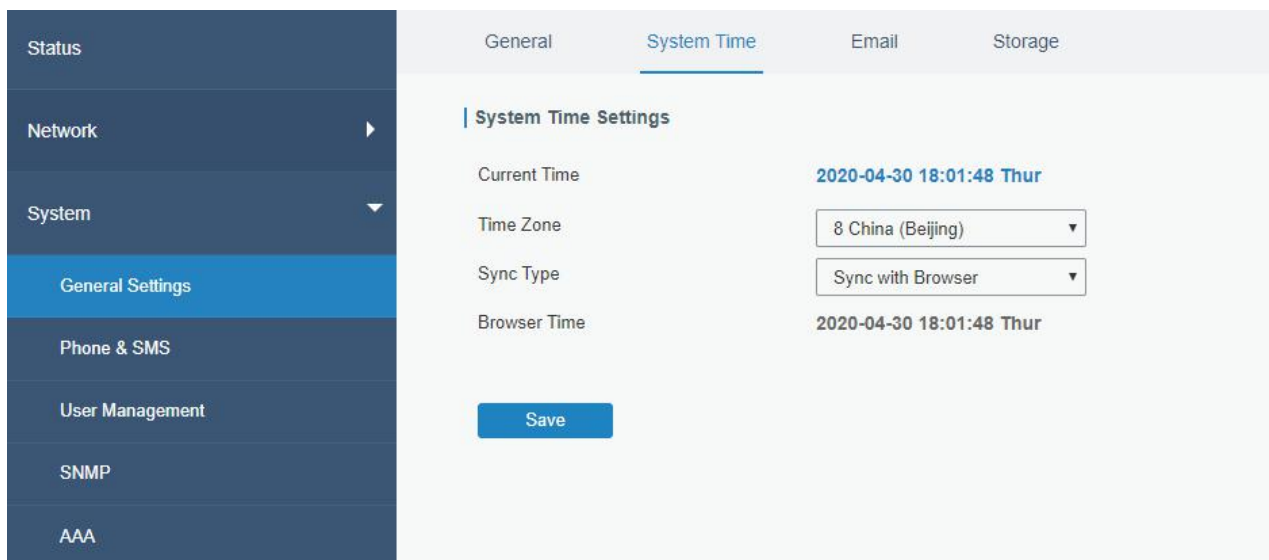 Status
Network
System
General Settings
Phone & SMS
User Management
SNMP
AAA
General System Time Email Storage
System Time Settings
Current Time 2020-04-30 18:01:48 Thur
Time Zone 8 China (Beijing)
Sync Type Sync with Browser
Browser Time 2020-04-30 18:01:48 Thur
Save